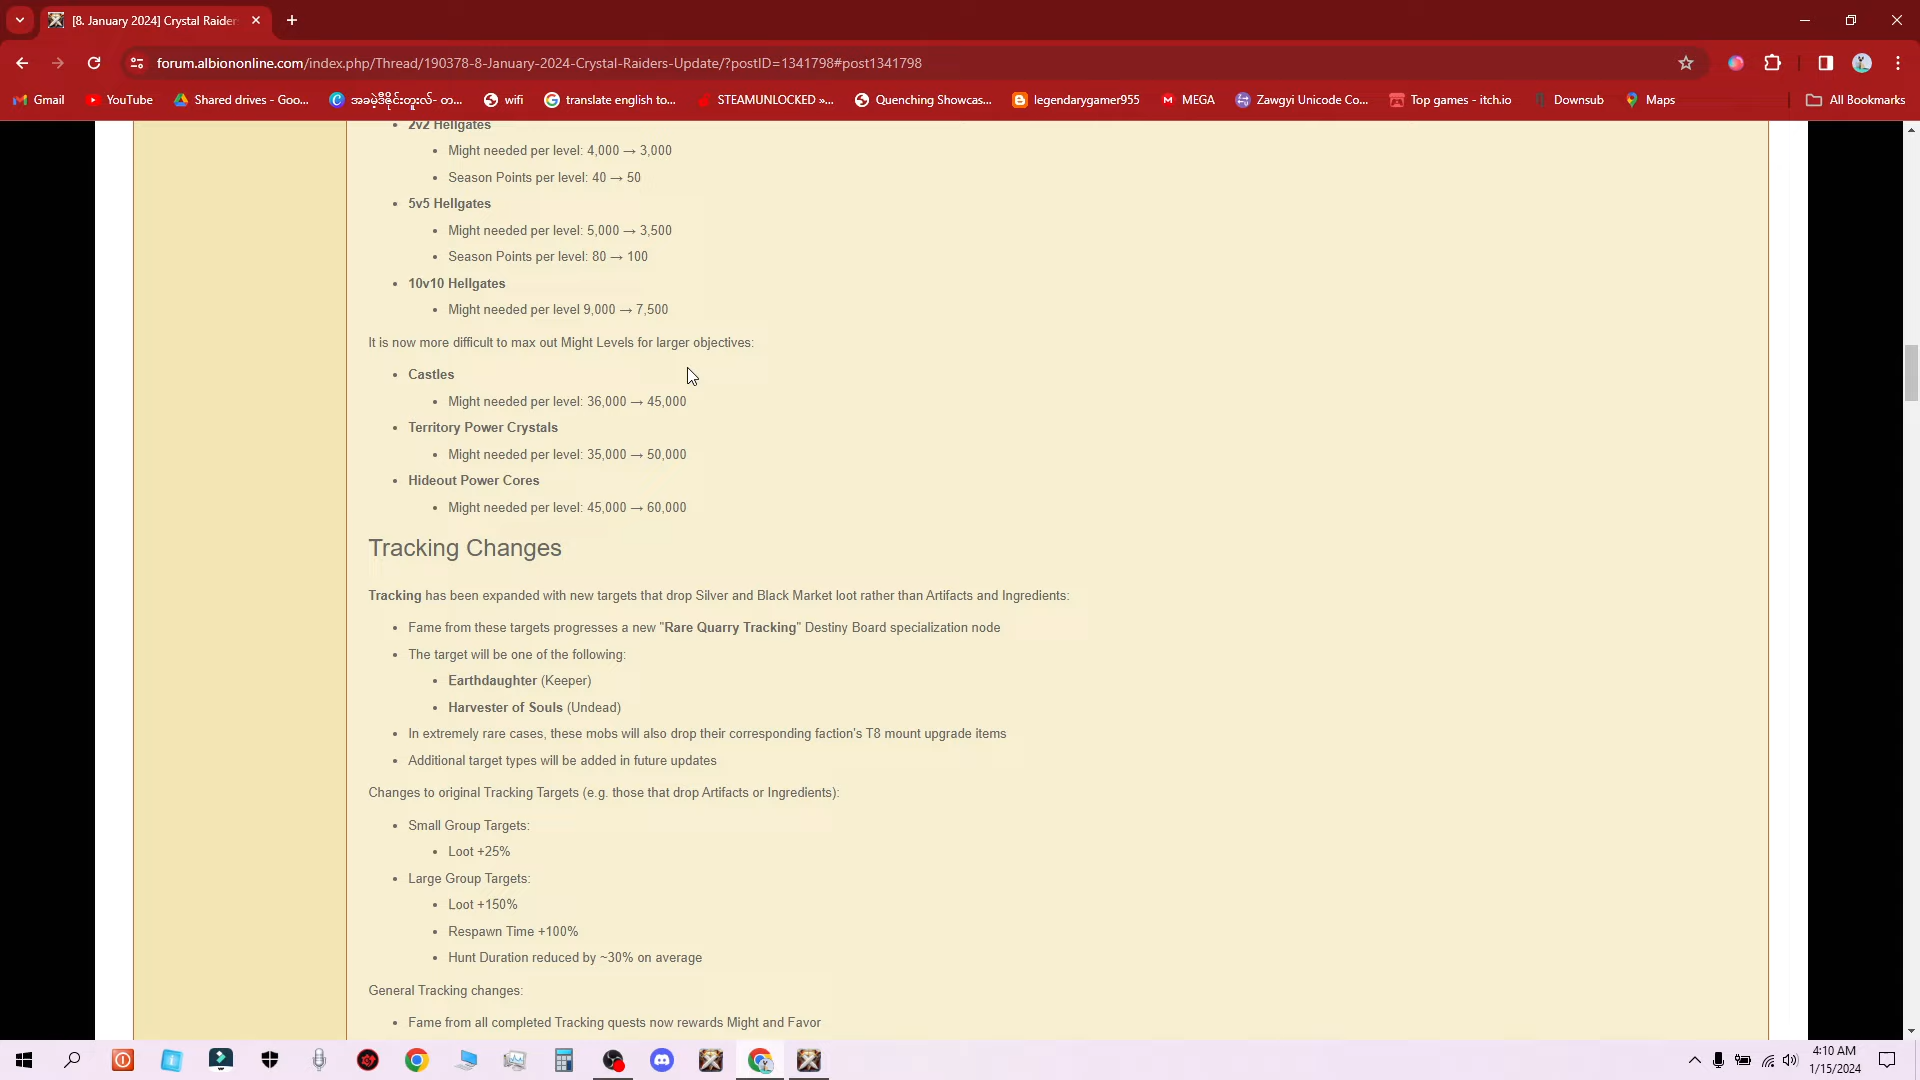 [8. January 2024] Crystal Raider
forum.albiononline.com/index.php/Thread/190378-8-January-2024-Crystal-Raiders-Update/?postID=1341798#post1341798
Gmail
YouTube
Shared drives - Goo...
wifi
translate english to...
STEAMUNLOCKED »...
Quenching Showcas...
legendarygamer955
MEGA
Zawgyi Unicode Co...
Top games - itch.io
Downsub
Maps
All Bookmarks
2v2 Hellgates
Might needed per level: 4,000 → 3,000
Season Points per level: 40 → 50
5v5 Hellgates
Might needed per level: 5,000 → 3,500
Season Points per level: 80 → 100
10v10 Hellgates
Might needed per level 9,000 → 7,500
It is now more difficult to max out Might Levels for larger objectives:
Castles
Might needed per level: 36,000 → 45,000
Territory Power Crystals
Might needed per level: 35,000 → 50,000
Hideout Power Cores
Might needed per level: 45,000 → 60,000
Tracking Changes
Tracking has been expanded with new targets that drop Silver and Black Market loot rather than Artifacts and Ingredients:
Fame from these targets progresses a new "Rare Quarry Tracking" Destiny Board specialization node
The target will be one of the following:
Earthdaughter (Keeper)
Harvester of Souls (Undead)
In extremely rare cases, these mobs will also drop their corresponding faction's T8 mount upgrade items
Additional target types will be added in future updates
Changes to original Tracking Targets (e.g. those that drop Artifacts or Ingredients):
Small Group Targets:
Loot +25%
Large Group Targets:
Loot +150%
Respawn Time +100%
Hunt Duration reduced by ~30% on average
General Tracking changes:
Fame from all completed Tracking quests now rewards Might and Favor
4:10 AM
1/15/2024